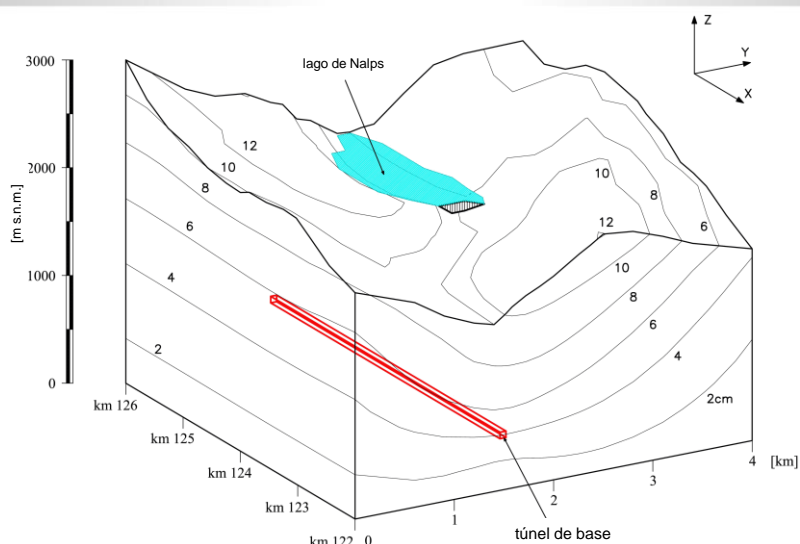 3000
2000
1000
0
[m s.n.m.]
lago de Nalps
Z
Y
X
12
10
8
6
4
2
10
8
6
12
10
8
6
4
2cm
km 126
km 125
km 124
km 123
km 122
0
1
2
3
4
[km]
túnel de base